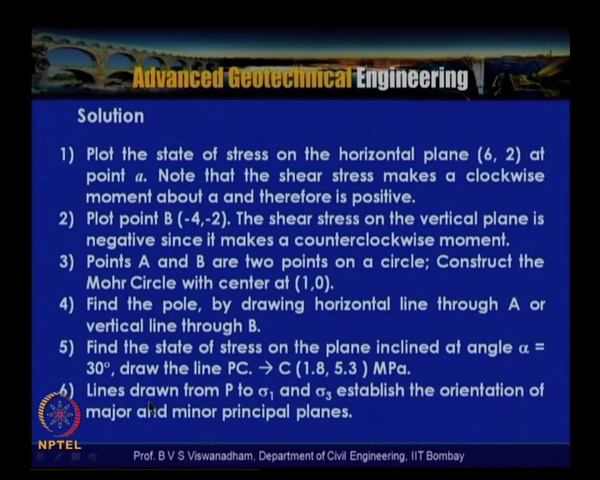 Advanced Geotechnical Engineering
Solution
1) Plot the state of stress on the horizontal plane (6, 2) at
point a. Note that the shear stress makes a clockwise
moment about a and therefore is positive.
2) Plot point B (-4,-2). The shear stress on the vertical plane is
negative since it makes a counterclockwise moment.
3) Points A and B are two points on a circle; Construct the
Mohr Circle with center at (1,0).
4) Find the pole, by drawing horizontal line through A or
vertical line through B.
5) Find the state of stress on the plane inclined at angle α =
30°, draw the line PC. → C (1.8, 5.3 ) MPa.
6) Lines drawn from P to σ₁ and σ₃ establish the orientation of
major and minor principal planes.
NPTEL
Prof. B V S Viswanadham, Department of Civil Engineering, IIT Bombay